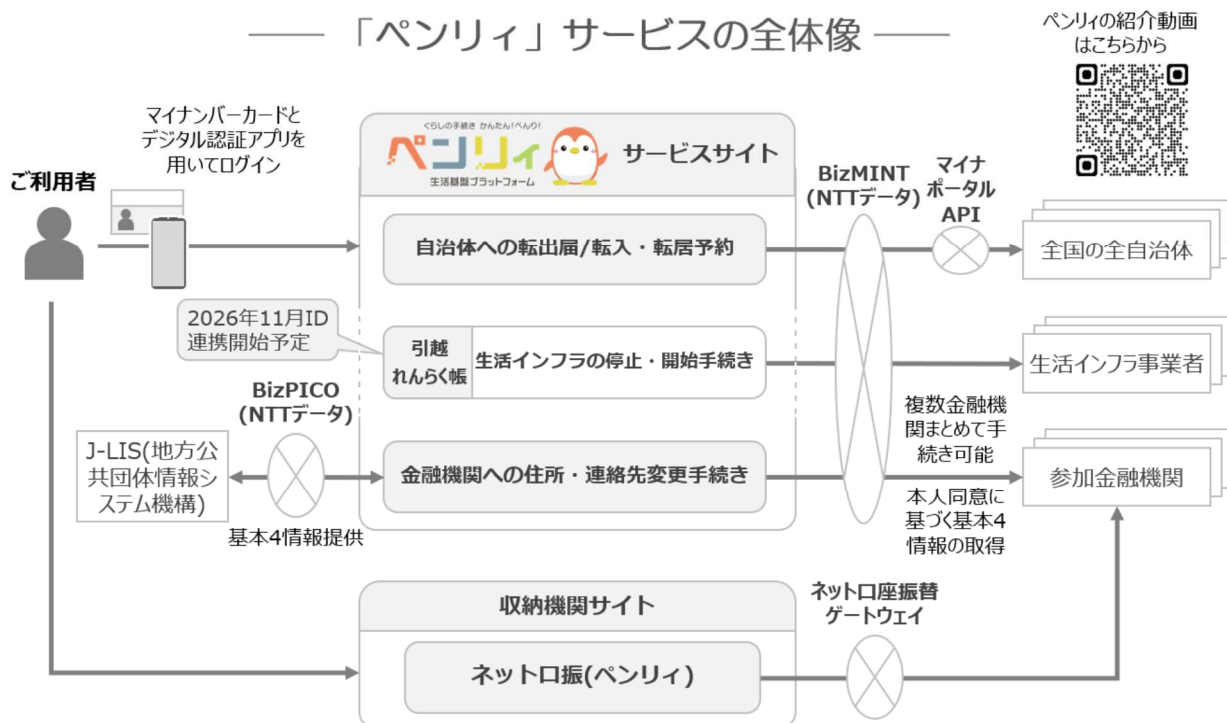 「ペンリィ」サービスの全体像
ペンリィの紹介動画
はこちらから
マイナンバーカードと
デジタル認証アプリを
用いてログイン
ご利用者
くらしの手続き かんたん!べんり!
ペンリィ
生活基盤プラットフォーム
サービスサイト
BizMINT
(NTTデータ)
マイナ
ポータル
API
自治体への転出届/転入・転居予約
全国の全自治体
2026年11月ID
連携開始予定
引越
れんらく帳
生活インフラの停止・開始手続き
生活インフラ事業者
BizPICO
(NTTデータ)
複数金融機
関まとめて手
続き可能
J-LIS(地方公
共団体情報シ
ステム機構)
金融機関への住所・連絡先変更手続き
参加金融機関
基本4情報提供
本人同意に
基づく基本4
情報の取得
収納機関サイト
ネット口座振替
ゲートウェイ
ネット口振(ペンリィ)